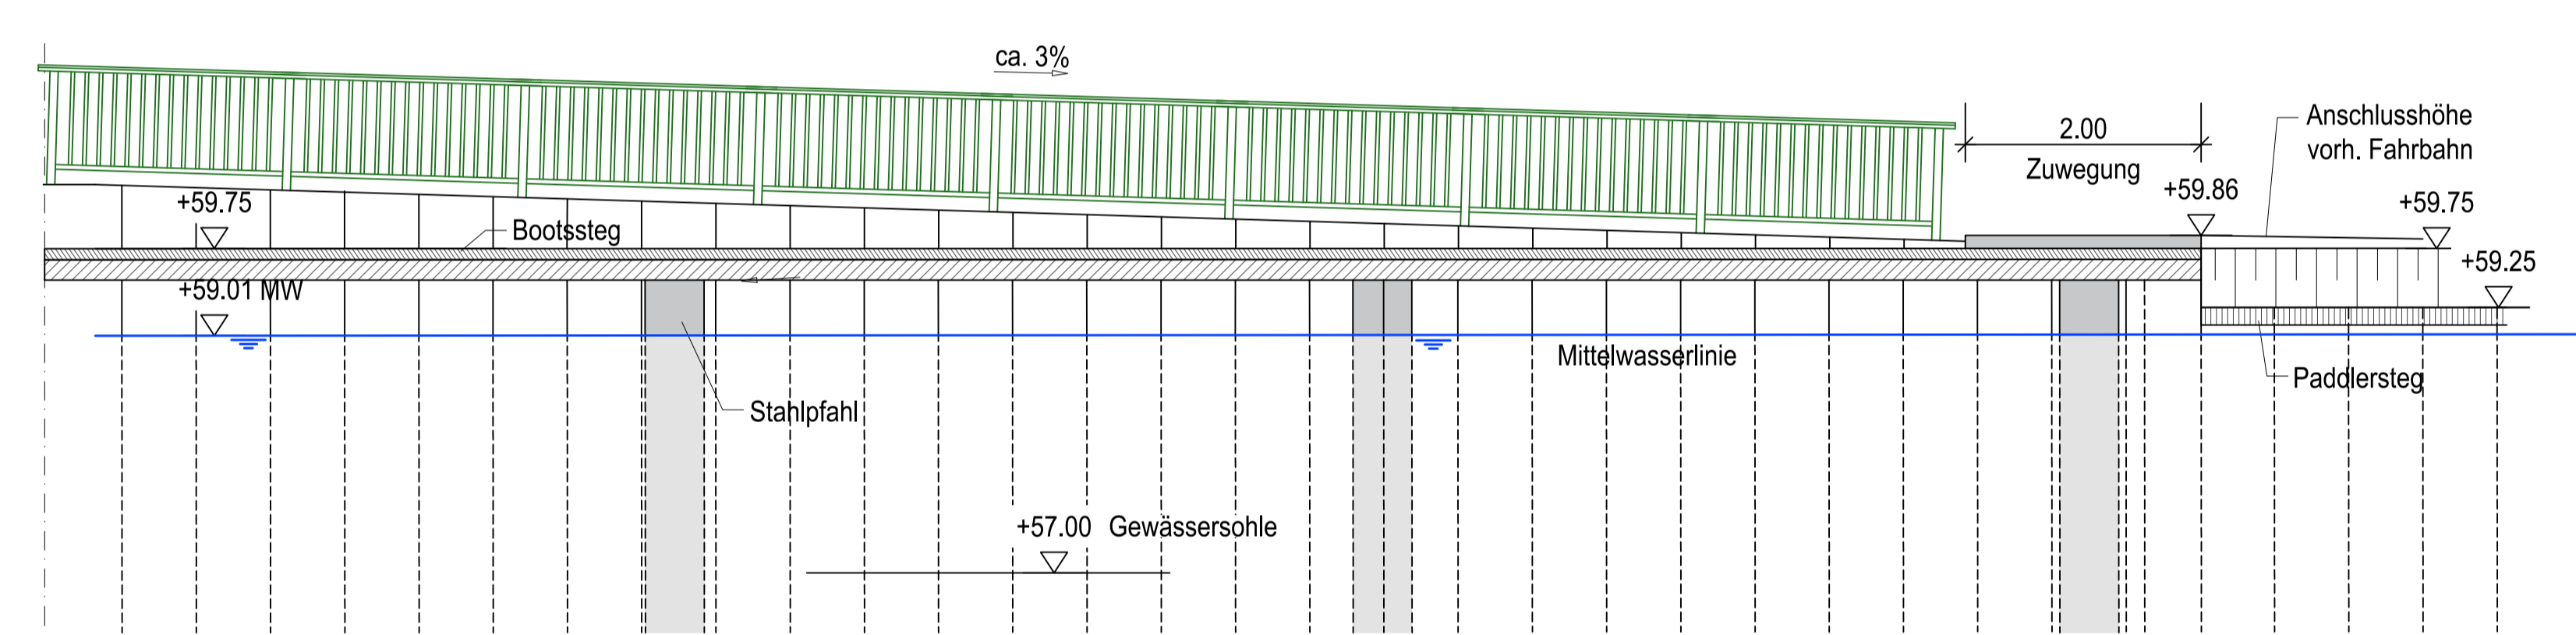 ca. 3%
Anschlusshöhe
vorh. Fahrbahn
2.00
Zuwegung
+59.86
+59.75
+59.75
Bootssteg
+59.25
+59.01 MW
Mittelwasserlinie
Paddlersteg
Stahlpfahl
+57.00 Gewässersohle